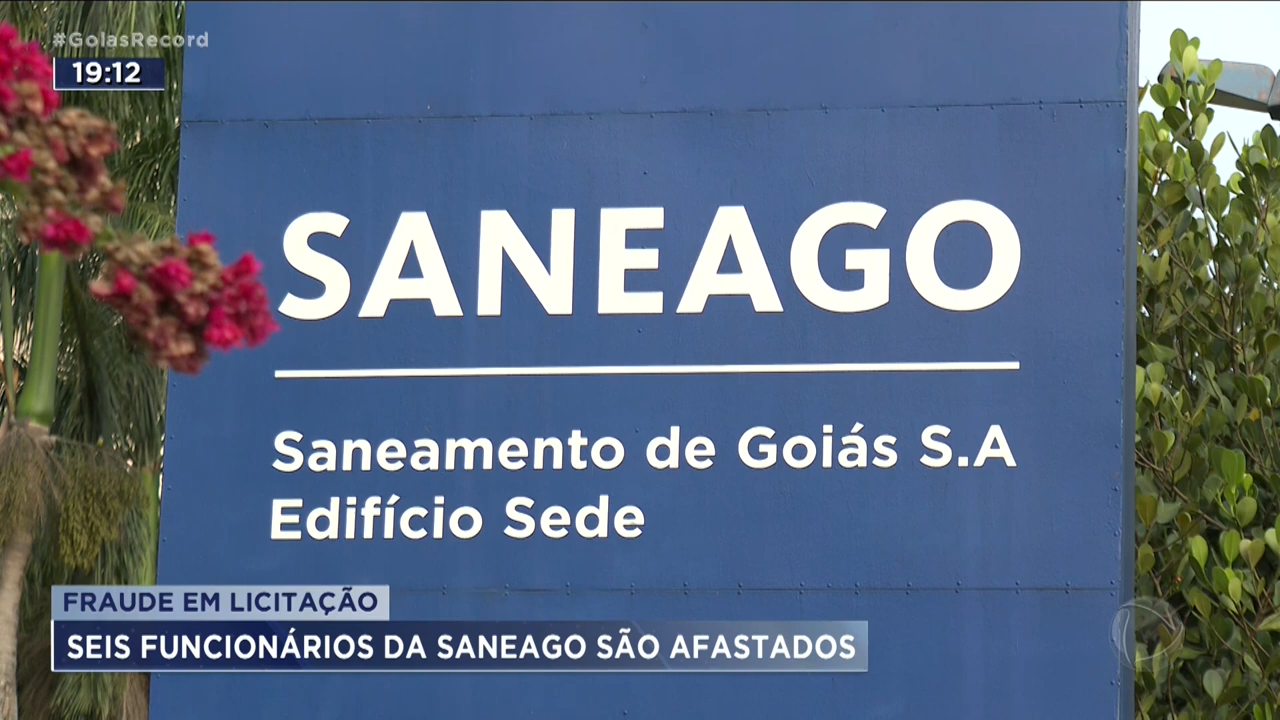 #GoiasRecord
19:12
SANEAGO
Saneamento de Goiás S.A
Edifício Sede
FRAUDE EM LICITAÇÃO
SEIS FUNCIONÁRIOS DA SANEAGO SÃO AFASTADOS